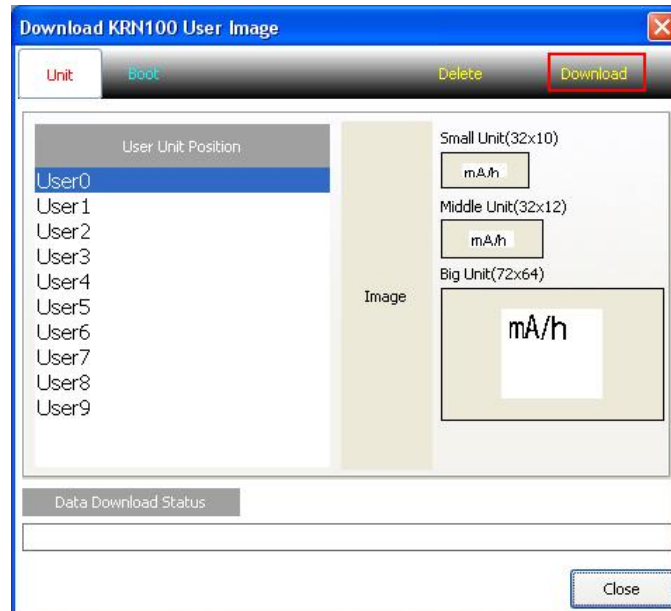 Download KRN100 User Image
Unit Boot Delete Download
User Unit Position
User0
User1
User2
User3
User4
User5
User6
User7
User8
User9
Image
Small Unit(32x10)
mA/h
Middle Unit(32x12)
mA/h
Big Unit(72x64)
mA/h
Data Download Status
Close